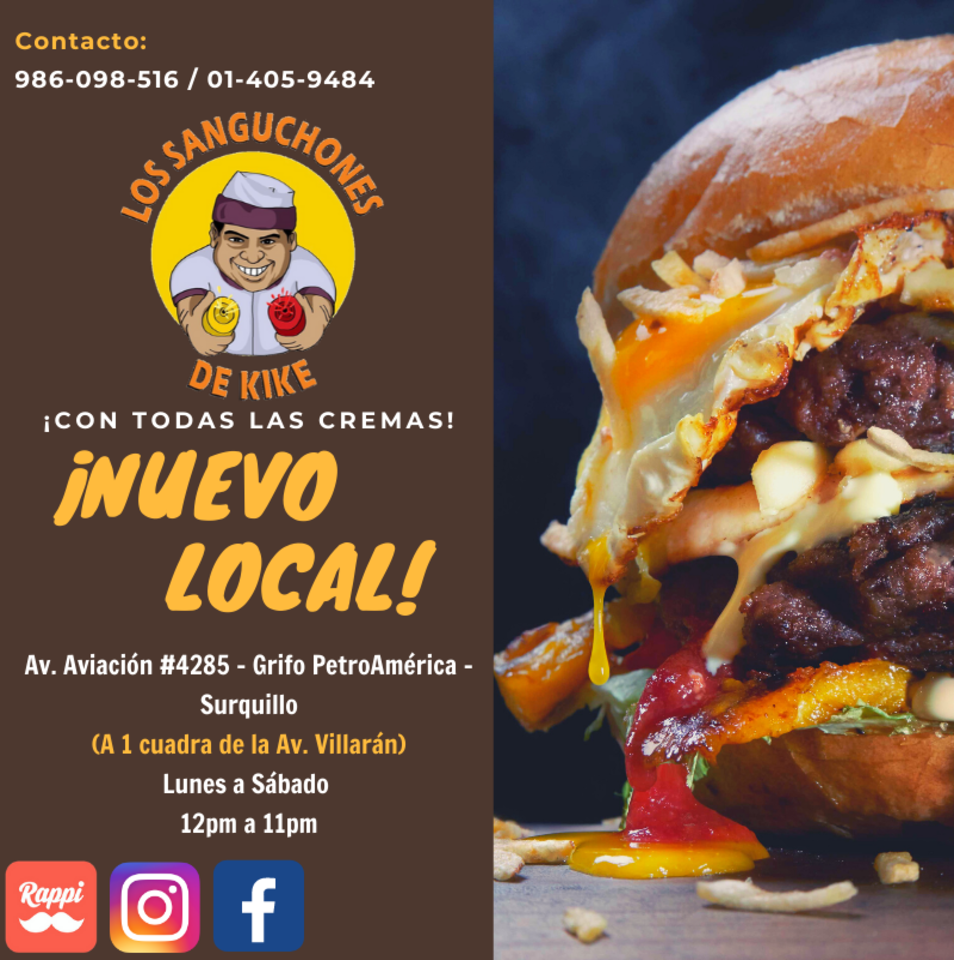 Contacto:
986-098-516 / 01-405-9484
LOS SANGUCHONES
DE KIKE
¡CON TODAS LAS CREMAS!
¡NUEVO
LOCAL!
Av. Aviación #4285 - Grifo PetroAmérica -
Surquillo
(A 1 cuadra de la Av. Villarán)
Lunes a Sábado
12pm a 11pm
Rappi